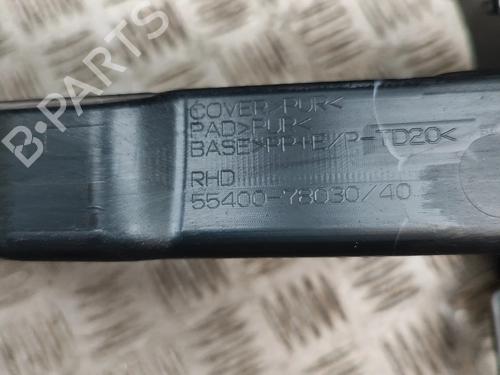 B-PARTS
COVER>PUR<
PAD>PUR<
BASE>PP+E/P-TD20<
RHD
55400-78030/40